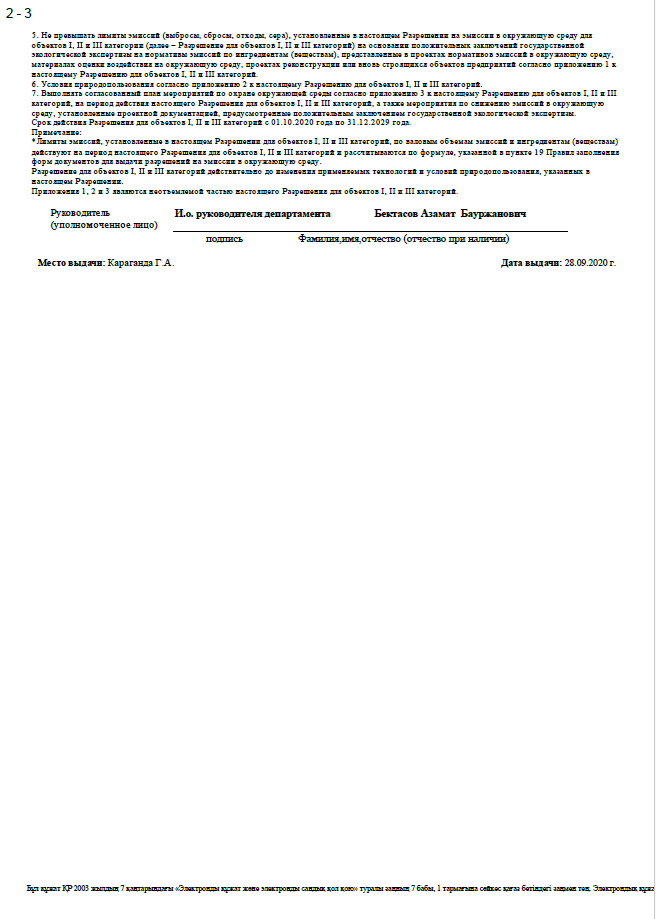 2 - 3
5. Не превышать лимиты эмиссий (выбросы, сбросы, отходы, сера), установленные в настоящем Разрешении на эмиссии в окружающую среду для
объектов I, II и III категории (далее – Разрешение для объектов I, II и III категорий) на основании положительных заключений государственной
экологической экспертизы на нормативы эмиссий по ингредиентам (веществам), представленные в проектах нормативов эмиссий в окружающую среду,
материалах оценки воздействия на окружающую среду, проектах реконструкции или вновь строящихся объектов предприятий согласно приложению 1 к
настоящему Разрешению для объектов I, II и III категорий.
6. Условия природопользования согласно приложению 2 к настоящему Разрешению для объектов I, II и III категорий.
7. Выполнять согласованный план мероприятий по охране окружающей среды согласно приложению 3 к настоящему Разрешению для объектов I, II и III
категорий, на период действия настоящего Разрешения для объектов I, II и III категорий, а также мероприятия по снижению эмиссий в окружающую
среду, установленные проектной документацией, предусмотренные положительным заключением государственной экологической экспертизы.
Срок действия Разрешения для объектов I, II и III категорий с 01.10.2020 года по 31.12.2029 года.
Примечание:
*Лимиты эмиссий, установленные в настоящем Разрешении для объектов I, II и III категорий, по валовым объемам эмиссий и ингредиентам (веществам)
действуют на период настоящего Разрешения для объектов I, II и III категорий и рассчитываются по формуле, указанной в пункте 19 Правил заполнения
форм документов для выдачи разрешений на эмиссии в окружающую среду.
Разрешение для объектов I, II и III категорий действительно до изменения применяемых технологий и условий природопользования, указанных в
настоящем Разрешении.
Приложения 1, 2 и 3 являются неотъемлемой частью настоящего Разрешения для объектов I, II и III категорий.
Руководитель И.о. руководителя департамента Бектасов Азамат Бауржанович
(уполномоченное лицо)
подпись Фамилия,имя,отчество (отчество при наличии)
Место выдачи: Караганда Г.А. Дата выдачи: 28.09.2020 г.
Бұл құжат ҚР 2003 жылдың 7 қаңтарындағы «Электронды құжат және электронды сандық қол қою» туралы заңның 7 бабы, 1 тармағына сәйкес қағаз бетіндегі заңмен тең. Электрондық құжа